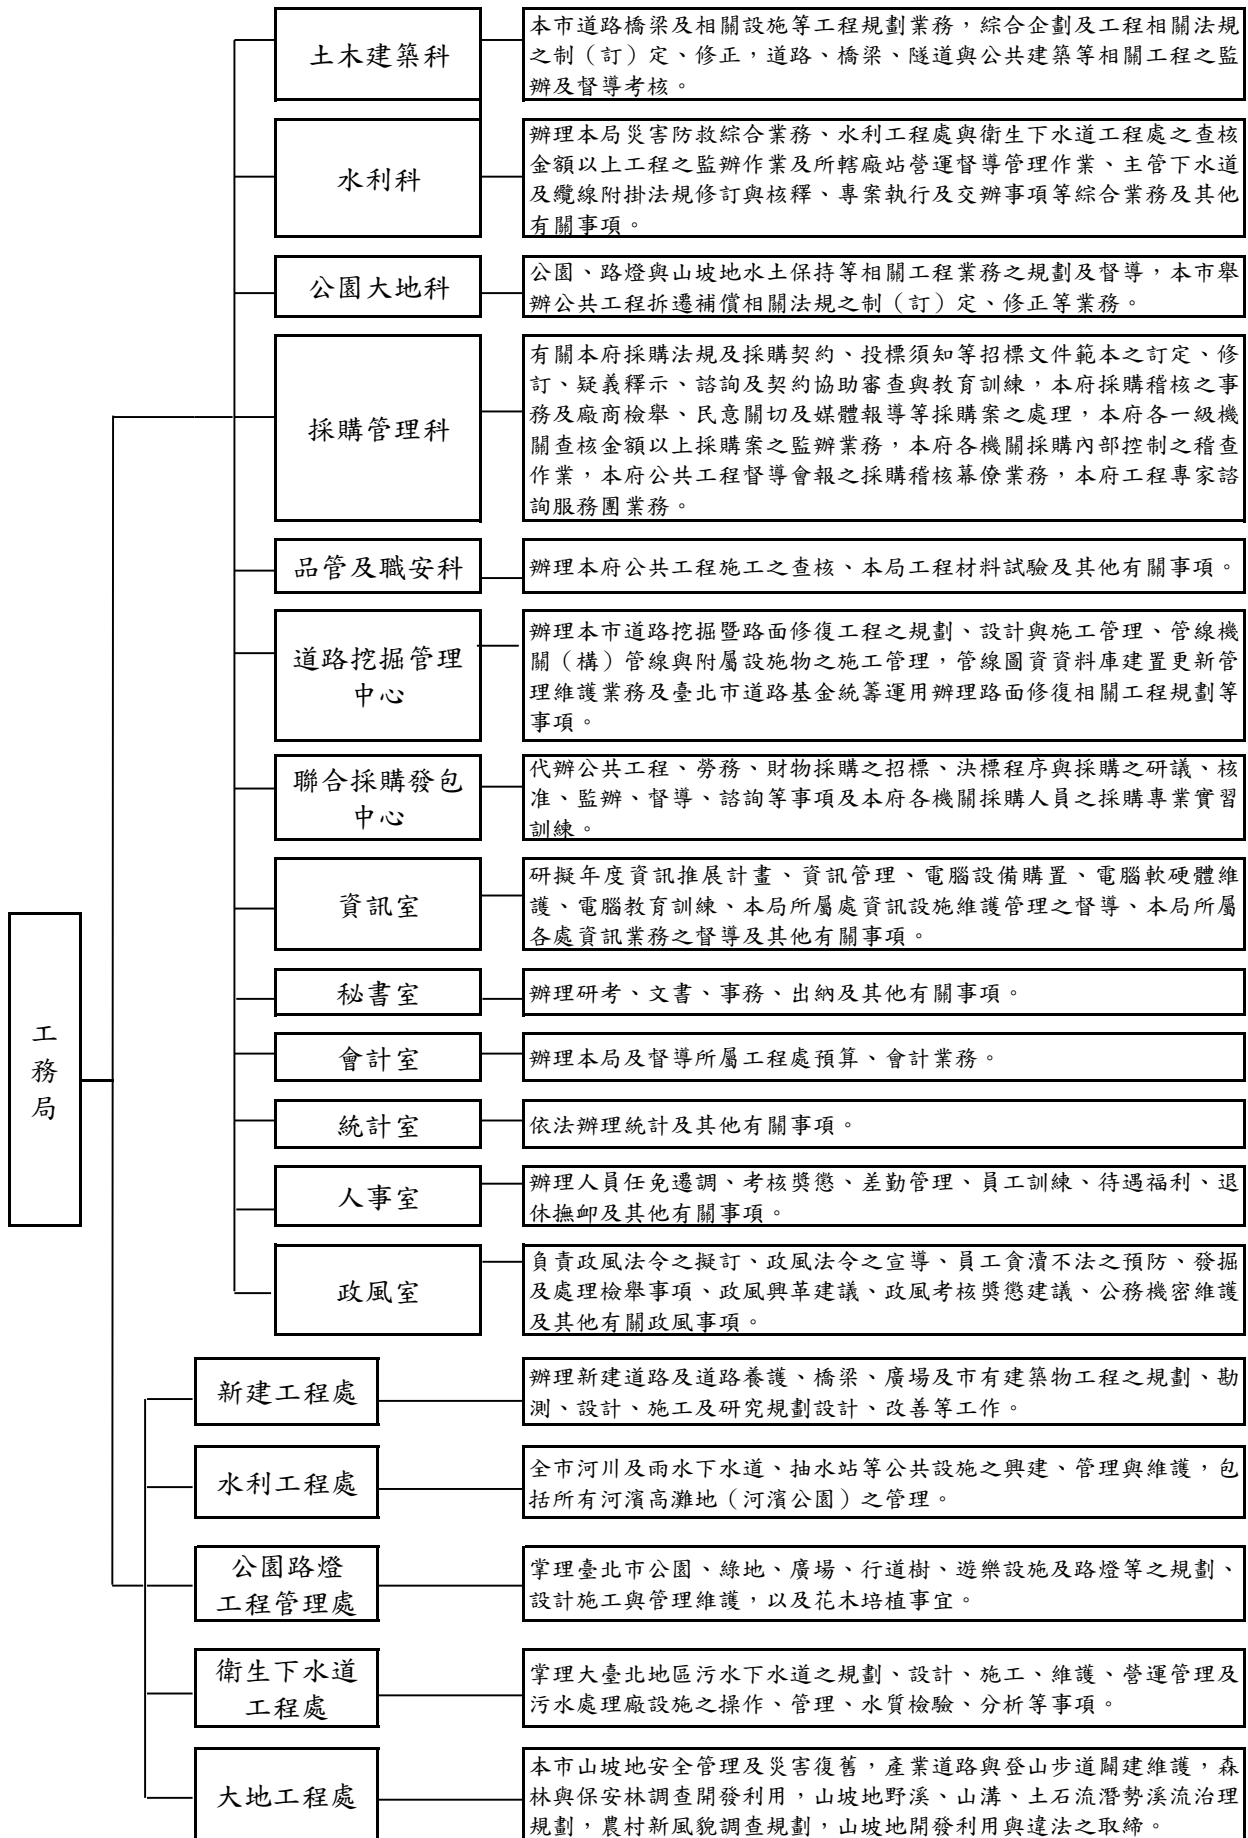 工
務
局
土木建築科
本市道路橋梁及相關設施等工程規劃業務，綜合企劃及工程相關法規
之制（訂）定、修正，道路、橋梁、隧道與公共建築等相關工程之監
辦及督導考核。
水利科
辦理本局災害防救綜合業務、水利工程處與衛生下水道工程處之查核
金額以上工程之監辦作業及所轄廠站營運督導管理作業、主管下水道
及纜線附掛法規修訂與核釋、專案執行及交辦事項等綜合業務及其他
有關事項。
公園大地科
公園、路燈與山坡地水土保持等相關工程業務之規劃及督導，本市舉
辦公共工程拆遷補償相關法規之制（訂）定、修正等業務。
採購管理科
有關本府採購法規及採購契約、投標須知等招標文件範本之訂定、修
訂、疑義釋示、諮詢及契約協助審查與教育訓練，本府採購稽核之事
務及廠商檢舉、民意關切及媒體報導等採購案之處理，本府各一級機
關查核金額以上採購案之監辦業務，本府各機關採購內部控制之稽查
作業，本府公共工程督導會報之採購稽核幕僚業務，本府工程專家諮
詢服務團業務。
品管及職安科
辦理本府公共工程施工之查核、本局工程材料試驗及其他有關事項。
道路挖掘管理
中心
辦理本市道路挖掘暨路面修復工程之規劃、設計與施工管理、管線機
關（構）管線與附屬設施物之施工管理，管線圖資資料庫建置更新管
理維護業務及臺北市道路基金統籌運用辦理路面修復相關工程規劃等
事項。
聯合採購發包
中心
代辦公共工程、勞務、財物採購之招標、決標程序與採購之研議、核
准、監辦、督導、諮詢等事項及本府各機關採購人員之採購專業實習
訓練。
資訊室
研擬年度資訊推展計畫、資訊管理、電腦設備購置、電腦軟硬體維
護、電腦教育訓練、本局所屬處資訊設施維護管理之督導、本局所屬
各處資訊業務之督導及其他有關事項。
秘書室
辦理研考、文書、事務、出納及其他有關事項。
會計室
辦理本局及督導所屬工程處預算、會計業務。
統計室
依法辦理統計及其他有關事項。
人事室
辦理人員任免遷調、考核獎懲、差勤管理、員工訓練、待遇福利、退
休撫卹及其他有關事項。
政風室
負責政風法令之擬訂、政風法令之宣導、員工貪瀆不法之預防、發掘
及處理檢舉事項、政風興革建議、政風考核獎懲建議、公務機密維護
及其他有關政風事項。
新建工程處
辦理新建道路及道路養護、橋梁、廣場及市有建築物工程之規劃、勘
測、設計、施工及研究規劃設計、改善等工作。
水利工程處
全市河川及雨水下水道、抽水站等公共設施之興建、管理與維護，包
括所有河濱高灘地（河濱公園）之管理。
公園路燈
工程管理處
掌理臺北市公園、綠地、廣場、行道樹、遊樂設施及路燈等之規劃、
設計施工與管理維護，以及花木培植事宜。
衛生下水道
工程處
掌理大臺北地區污水下水道之規劃、設計、施工、維護、營運管理及
污水處理廠設施之操作、管理、水質檢驗、分析等事項。
大地工程處
本市山坡地安全管理及災害復舊，產業道路與登山步道闢建維護，森
林與保安林調查開發利用，山坡地野溪、山溝、土石流潛勢溪流治理
規劃，農村新風貌調查規劃，山坡地開發利用與違法之取締。